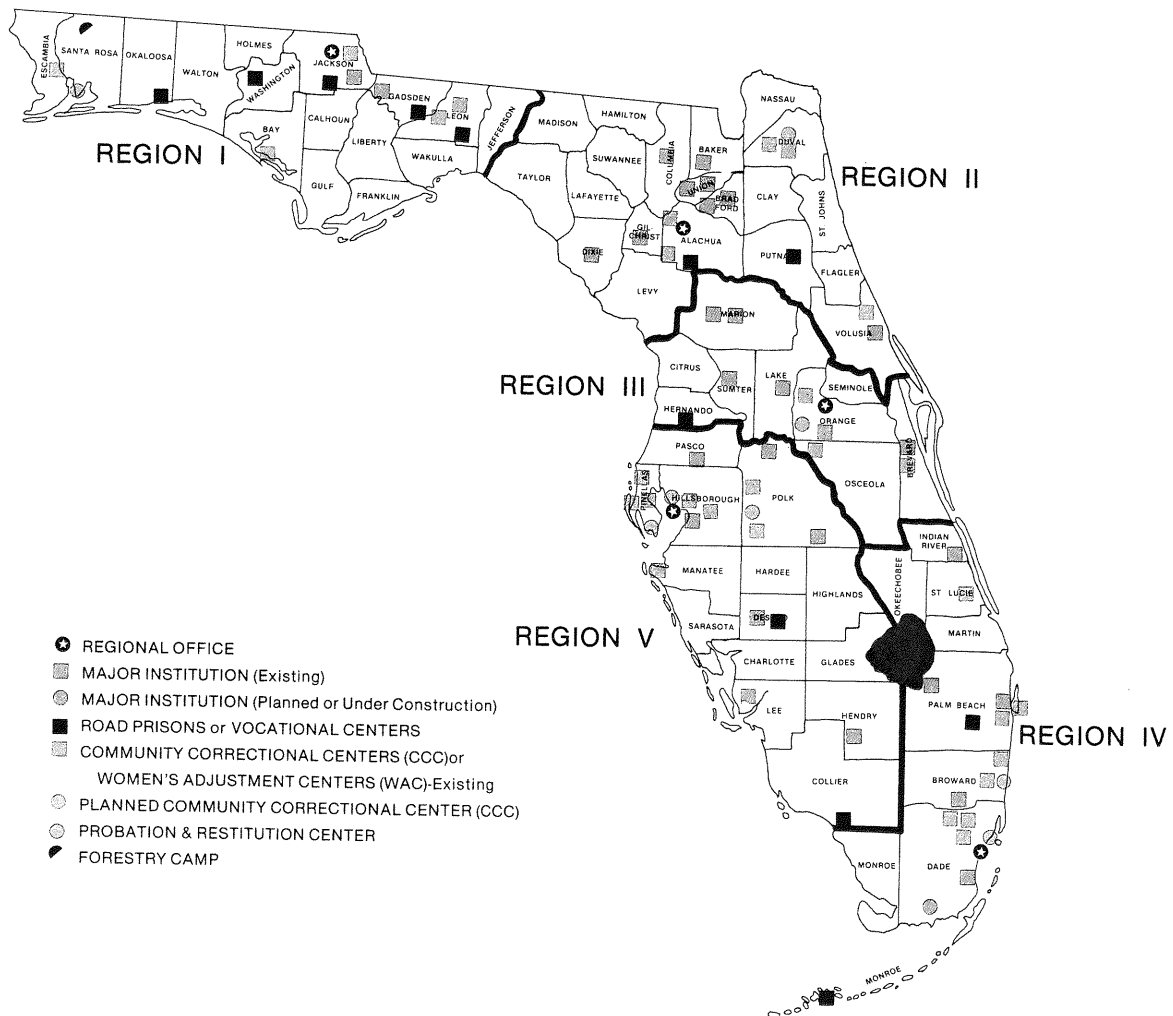 HOLMES
ESCAMBIA
SANTA ROSA
OKALOOSA
WALTON
WASHINGTON
JACKSON
BAY
CALHOUN
GULF
LIBERTY
FRANKLIN
GADSDEN
LEON
WAKULLA
JEFFERSON
REGION I
MADISON
HAMILTON
TAYLOR
SUWANNEE
LAFAYETTE
COLUMBIA
BAKER
NASSAU
DUVAL
UNION
BRAD
FORD
CLAY
ST JOHNS
REGION II
DIXIE
GIL-
CHRIST
ALACHUA
PUTNA
FLAGLER
LEVY
MARION
VOLUSIA
REGION III
CITRUS
SUMTER
LAKE
SEMINOLE
HERNANDO
ORANGE
PASCO
PINELLAS
HILLSBOROUGH
POLK
OSCEOLA
BREVARD
INDIAN
RIVER
MANATEE
HARDEE
HIGHLANDS
OKEECHOBEE
ST LUCIE
SARASOTA
REGION V
MARTIN
CHARLOTTE
GLADES
LEE
HENDRY
PALM BEACH
REGION IV
COLLIER
BROWARD
MONROE
DADE
MONROE
REGIONAL OFFICE
MAJOR INSTITUTION (Existing)
MAJOR INSTITUTION (Planned or Under Construction)
ROAD PRISONS or VOCATIONAL CENTERS
COMMUNITY CORRECTIONAL CENTERS (CCC)or
WOMEN'S ADJUSTMENT CENTERS (WAC)-Existing
PLANNED COMMUNITY CORRECTIONAL CENTER (CCC)
PROBATION & RESTITUTION CENTER
FORESTRY CAMP